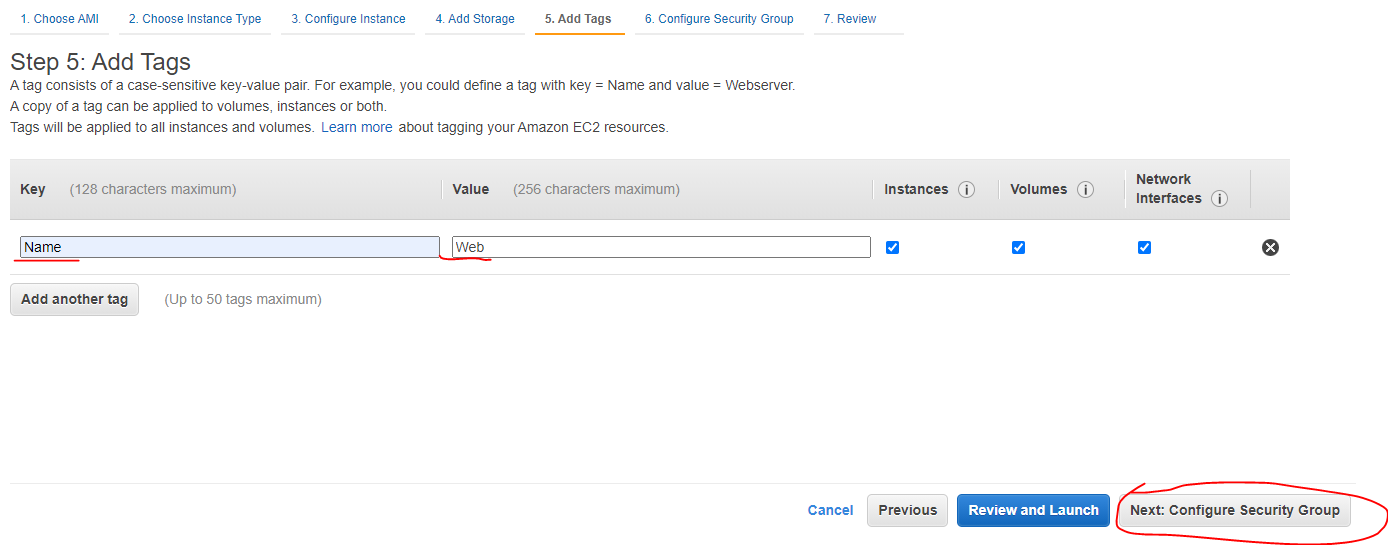 1. Choose AMI 2. Choose Instance Type 3. Configure Instance 4. Add Storage 5. Add Tags 6. Configure Security Group 7. Review
Step 5: Add Tags
A tag consists of a case-sensitive key-value pair. For example, you could define a tag with key = Name and value = Webserver.
A copy of a tag can be applied to volumes, instances or both.
Tags will be applied to all instances and volumes. Learn more about tagging your Amazon EC2 resources.
Key (128 characters maximum) Value (256 characters maximum) Instances i Volumes i Network Interfaces i
Name Web
Add another tag (Up to 50 tags maximum)
Cancel Previous Review and Launch Next: Configure Security Group